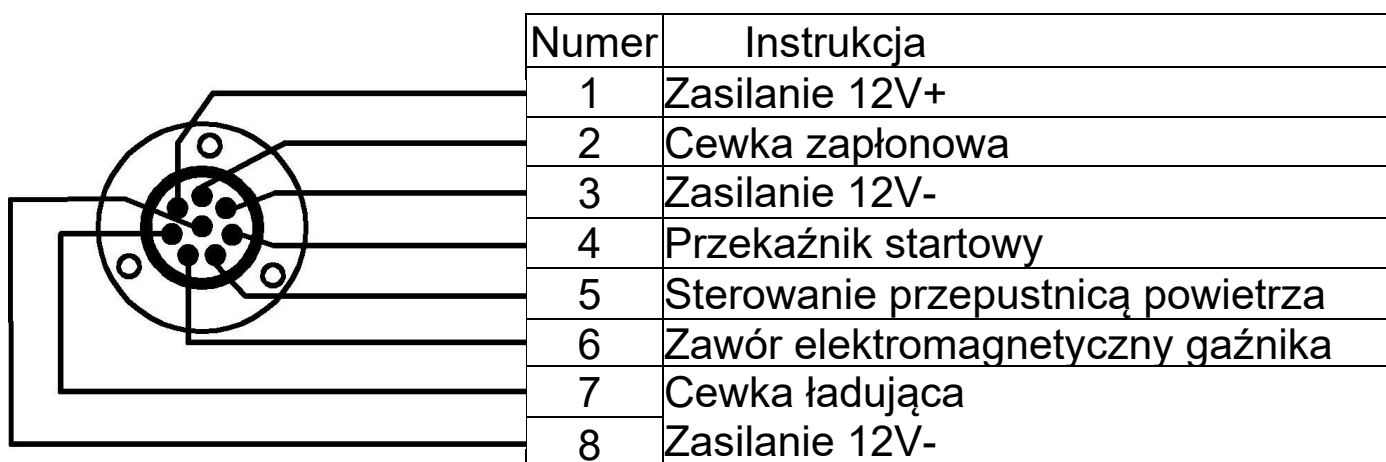 Numer Instrukcja
1 Zasilanie 12V+
2 Cewka zapłonowa
3 Zasilanie 12V-
4 Przekaźnik startowy
5 Sterowanie przepustnicą powietrza
6 Zawór elektromagnetyczny gaźnika
7 Cewka ładująca
8 Zasilanie 12V-